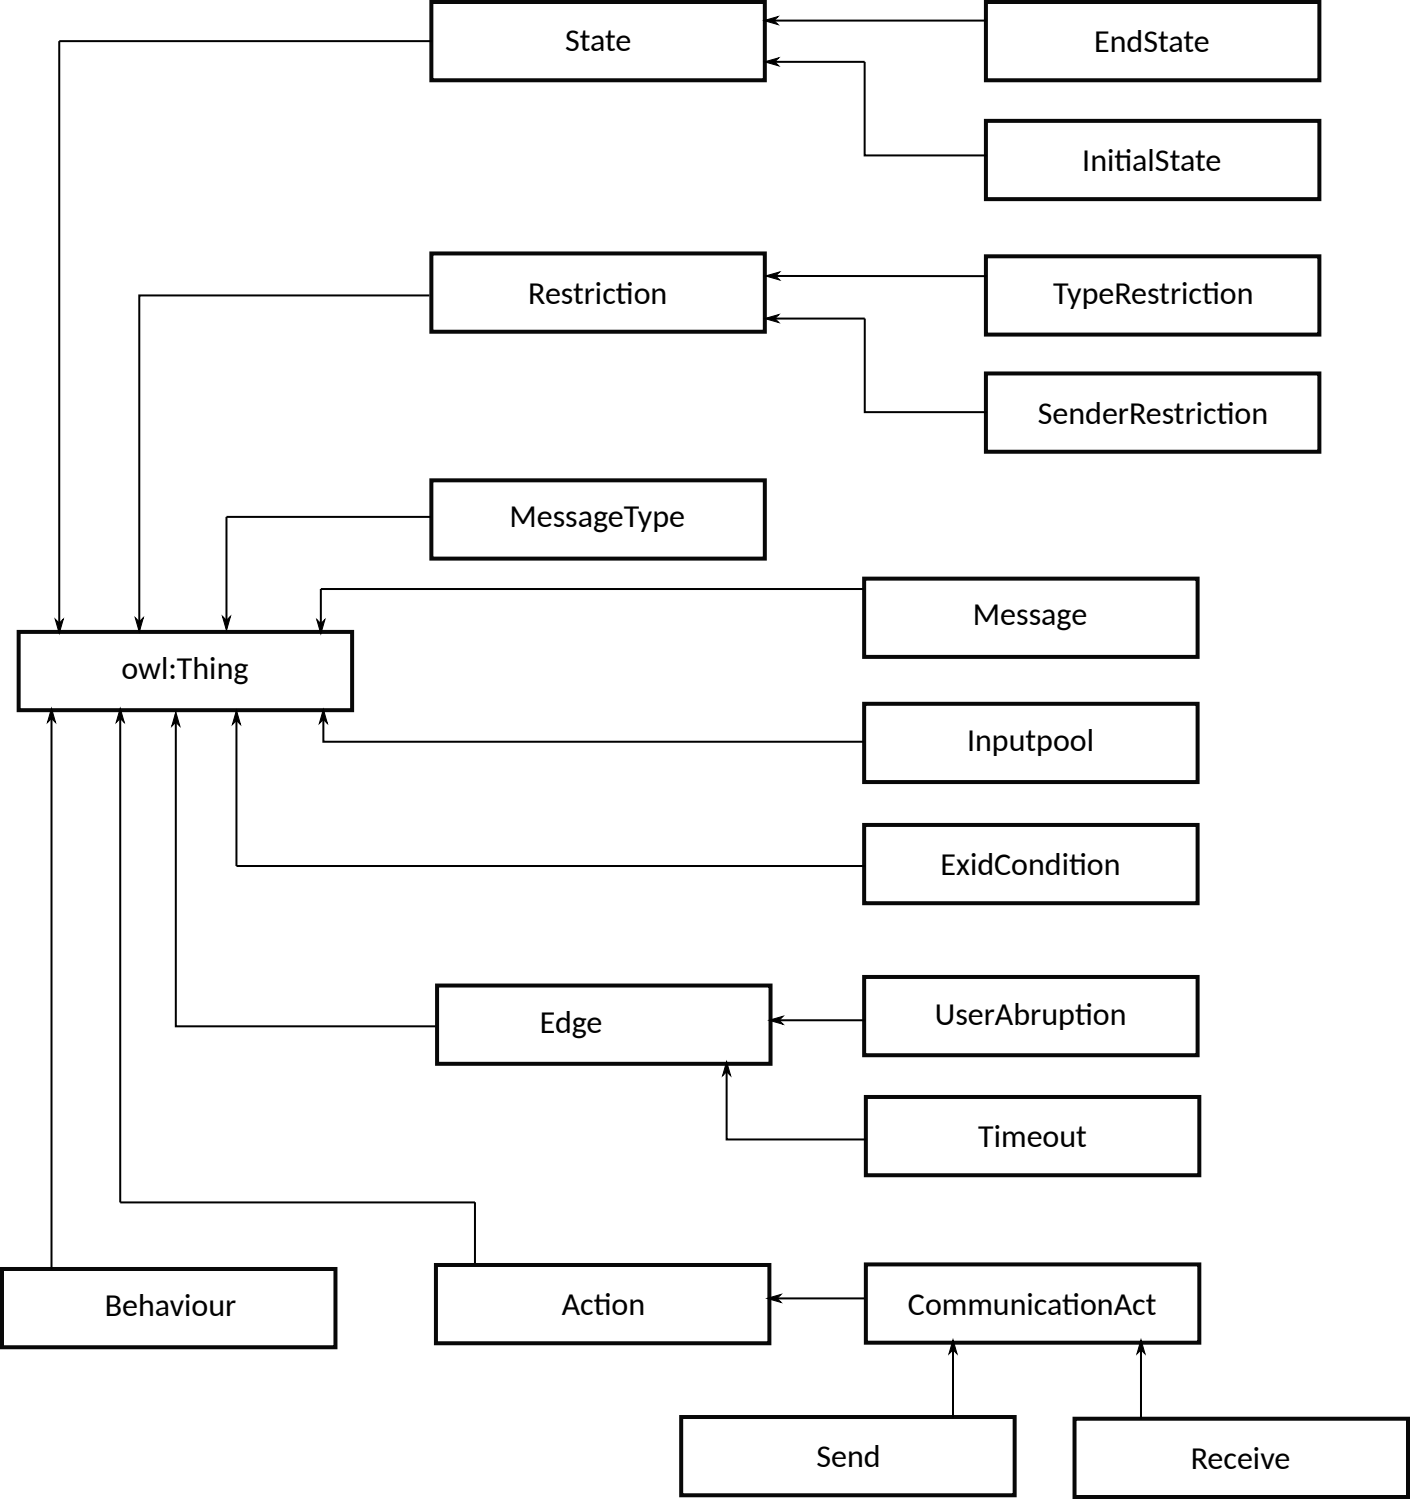 State
EndState
InitialState
Restriction
TypeRestriction
SenderRestriction
MessageType
Message
owl:Thing
Inputpool
ExidCondition
Edge
UserAbruption
Timeout
Behaviour
Action
CommunicationAct
Send
Receive